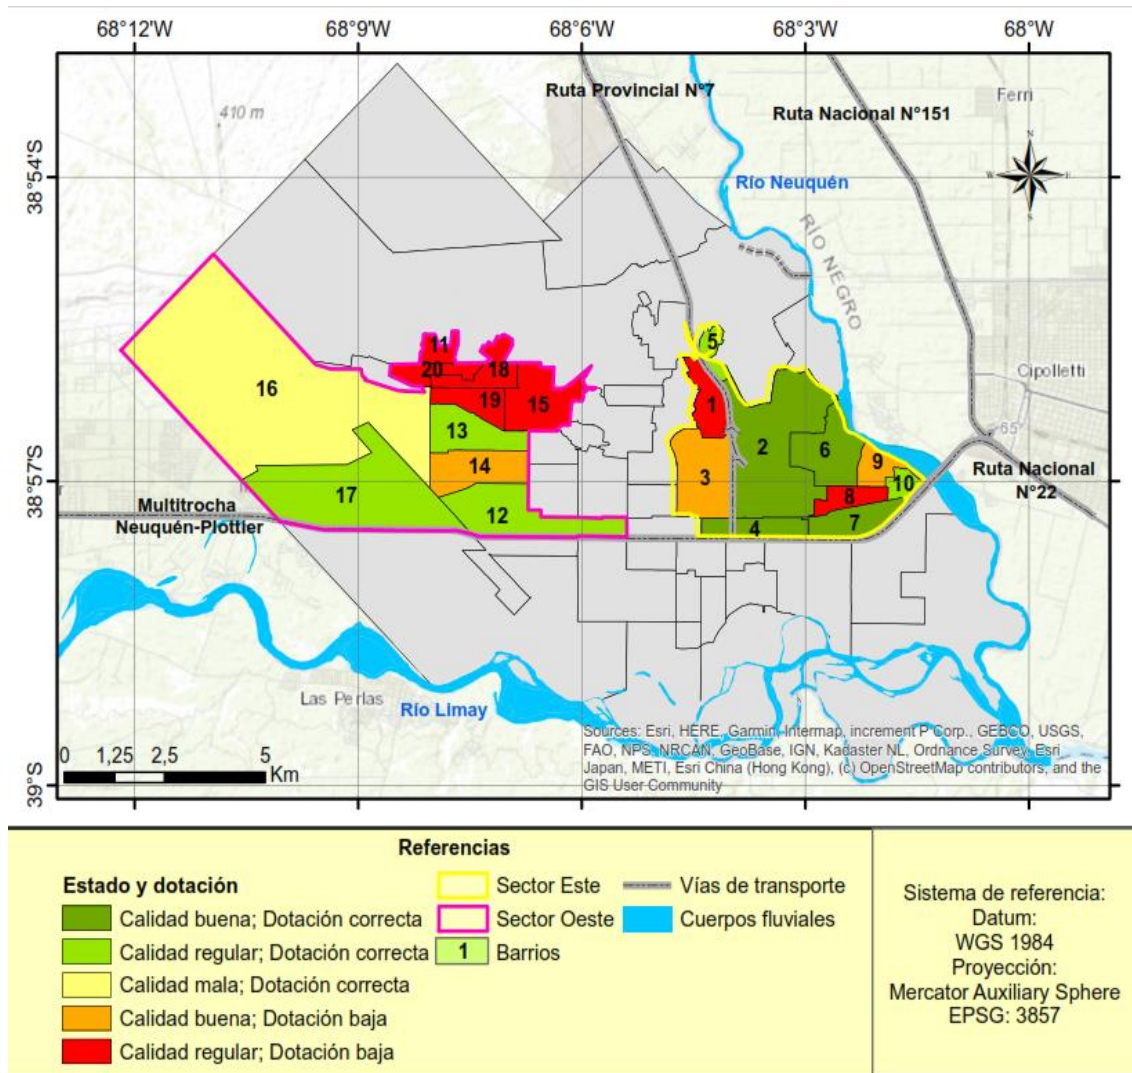 68°12'W 68°9'W 68°6'W 68°3'W 68°W
Ruta Provincial N°7
Ferri
Ruta Nacional N°151
410 m
38°54'S
Río Neuquén
RÍO NEGRO
5
11
20 18
16
19 15
1
Cipolletti
13
2 6
65
14
3
9
10
Ruta Nacional
N°22
38°57'S
17
8
Multitrocha
Neuquén-Plottier
12
4
7
Las Perlas
Río Limay
Sources: Esri, HERE, Garmin, Intermap, increment P Corp., GEBCO, USGS,
FAO, NPS, NRCAN, GeoBase, IGN, Kadaster NL, Ordnance Survey, Esri
Japan, METI, Esri China (Hong Kong), (c) OpenStreetMap contributors, and the
GIS User Community
0 1,25 2,5 5
Km
39°S
N
W
S
Referencias
Estado y dotación
Calidad buena; Dotación correcta
Calidad regular; Dotación correcta
Calidad mala; Dotación correcta
Calidad buena; Dotación baja
Calidad regular; Dotación baja
Sector Este
Sector Oeste
1 Barrios
Vías de transporte
Cuerpos fluviales
Sistema de referencia:
Datum:
WGS 1984
Proyección:
Mercator Auxiliary Sphere
EPSG: 3857